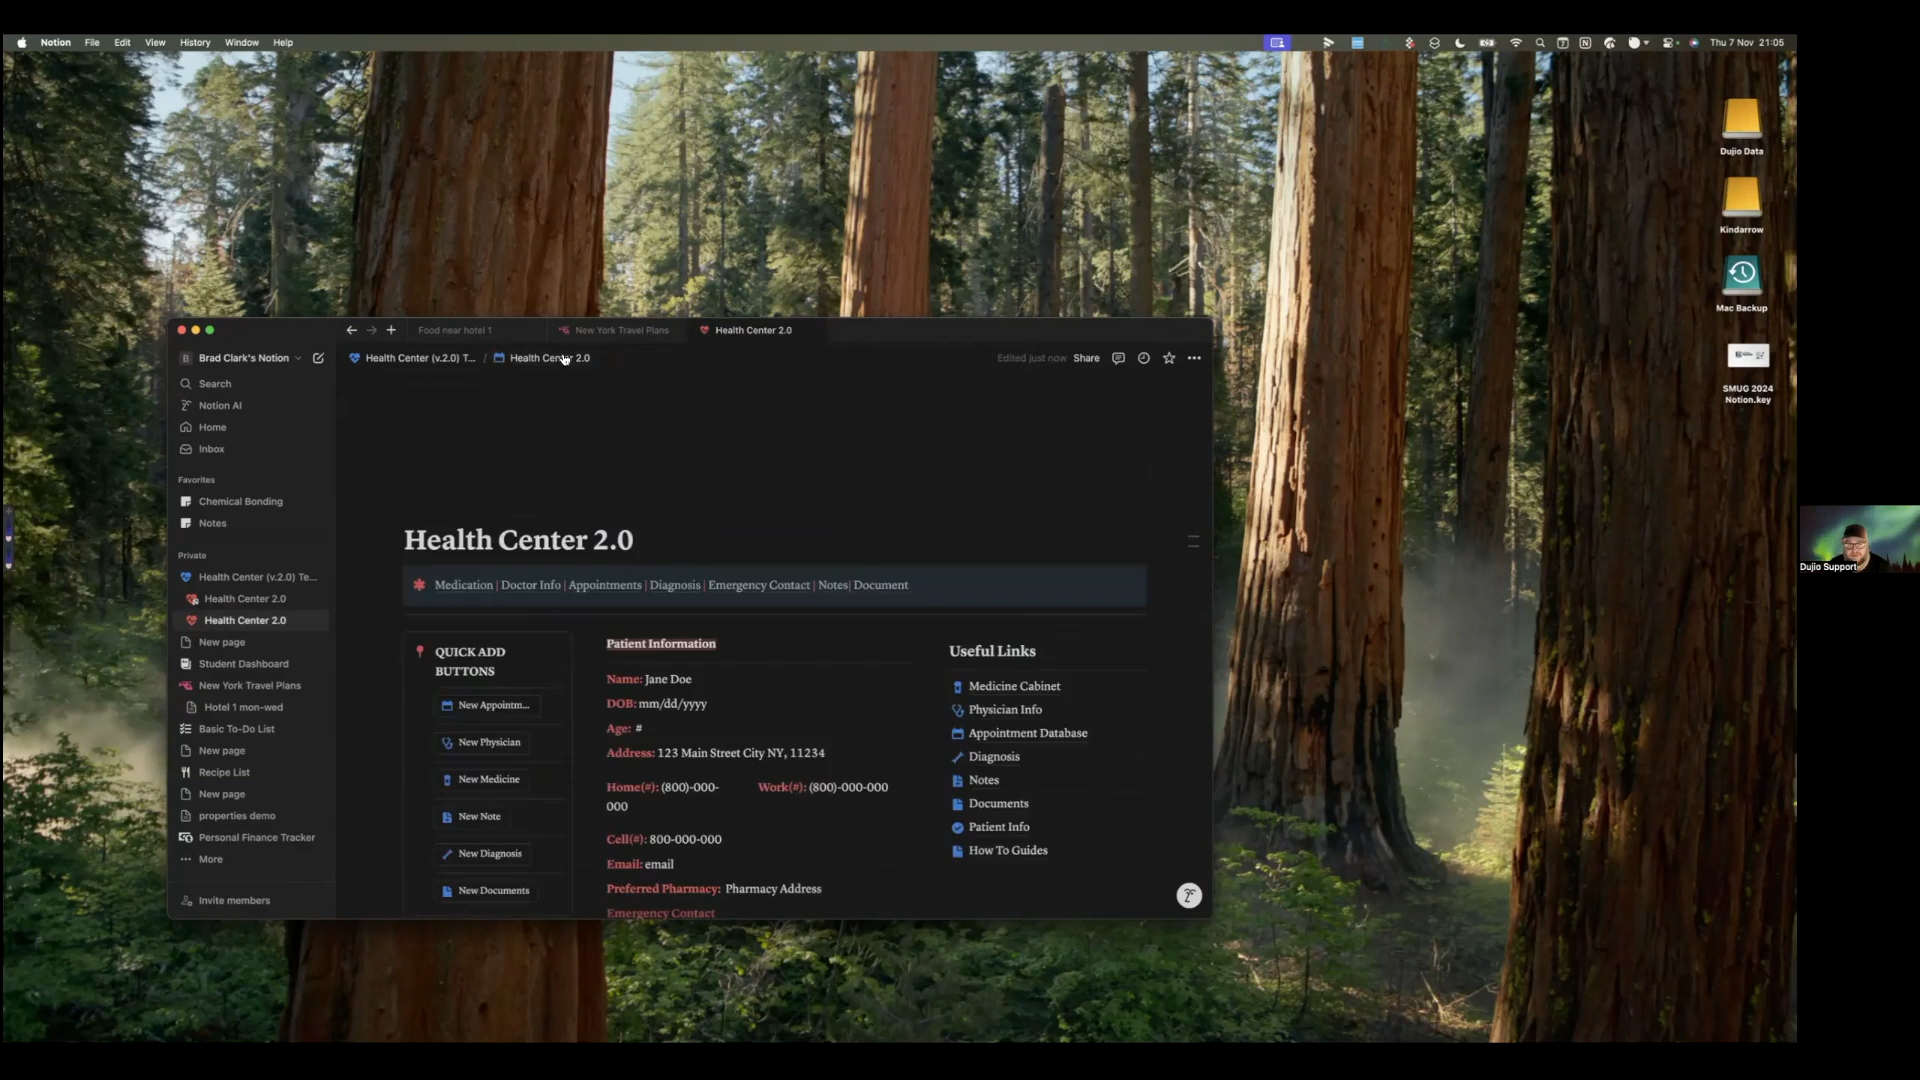 Notion File Edit View History Window Help
Thu 7 Nov 21:05
Dujio Data
Kindarrow
Mac Backup
SMUG 2024
Notion.key
Food near hotel 1
New York Travel Plans
Health Center 2.0
B Brad Clark's Notion
Health Center (v.2.0) T... / Health Center 2.0
Edited just now Share
Search
Notion AI
Home
Inbox
Favorites
Chemical Bonding
Notes
Private
Health Center (v.2.0) Te...
Health Center 2.0
Health Center 2.0
New page
Student Dashboard
New York Travel Plans
Hotel 1 mon-wed
Basic To-Do List
New page
Recipe List
New page
properties demo
Personal Finance Tracker
More
Invite members
Health Center 2.0
Medication | Doctor Info | Appointments | Diagnosis | Emergency Contact | Notes| Document
QUICK ADD
BUTTONS
New Appointm...
New Physician
New Medicine
New Note
New Diagnosis
New Documents
Patient Information
Name: Jane Doe
DOB: mm/dd/yyyy
Age: #
Address: 123 Main Street City NY, 11234
Home(#): (800)-000-
000
Work(#): (800)-000-000
Cell(#): 800-000-000
Email: email
Preferred Pharmacy: Pharmacy Address
Emergency Contact
Useful Links
Medicine Cabinet
Physician Info
Appointment Database
Diagnosis
Notes
Documents
Patient Info
How To Guides
Dujio Support